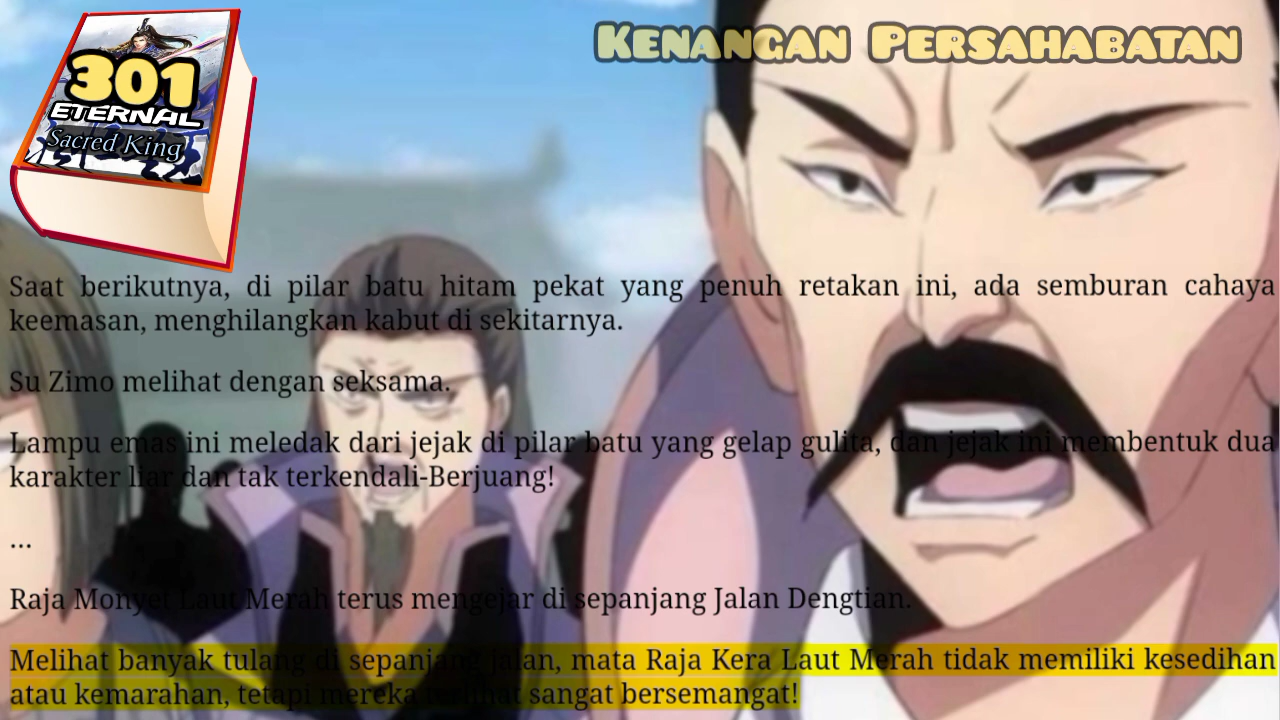 301
ETERNAL
Sacred King
KENANGAN PERSAHABATAN
Saat berikutnya, di pilar batu hitam pekat yang penuh retakan ini, ada semburan cahaya
keemasan, menghilangkan kabut di sekitarnya.
Su Zimo melihat dengan seksama.
Lampu emas ini meledak dari jejak di pilar batu yang gelap gulita, dan jejak ini membentuk dua
karakter liar dan tak terkendali-Berjuang!
...
Raja Monyet Laut Merah terus mengejar di sepanjang Jalan Dengtian.
Melihat banyak tulang di sepanjang jalan, mata Raja Kera Laut Merah tidak memiliki kesedihan
atau kemarahan, tetapi mereka terlihat sangat bersemangat!